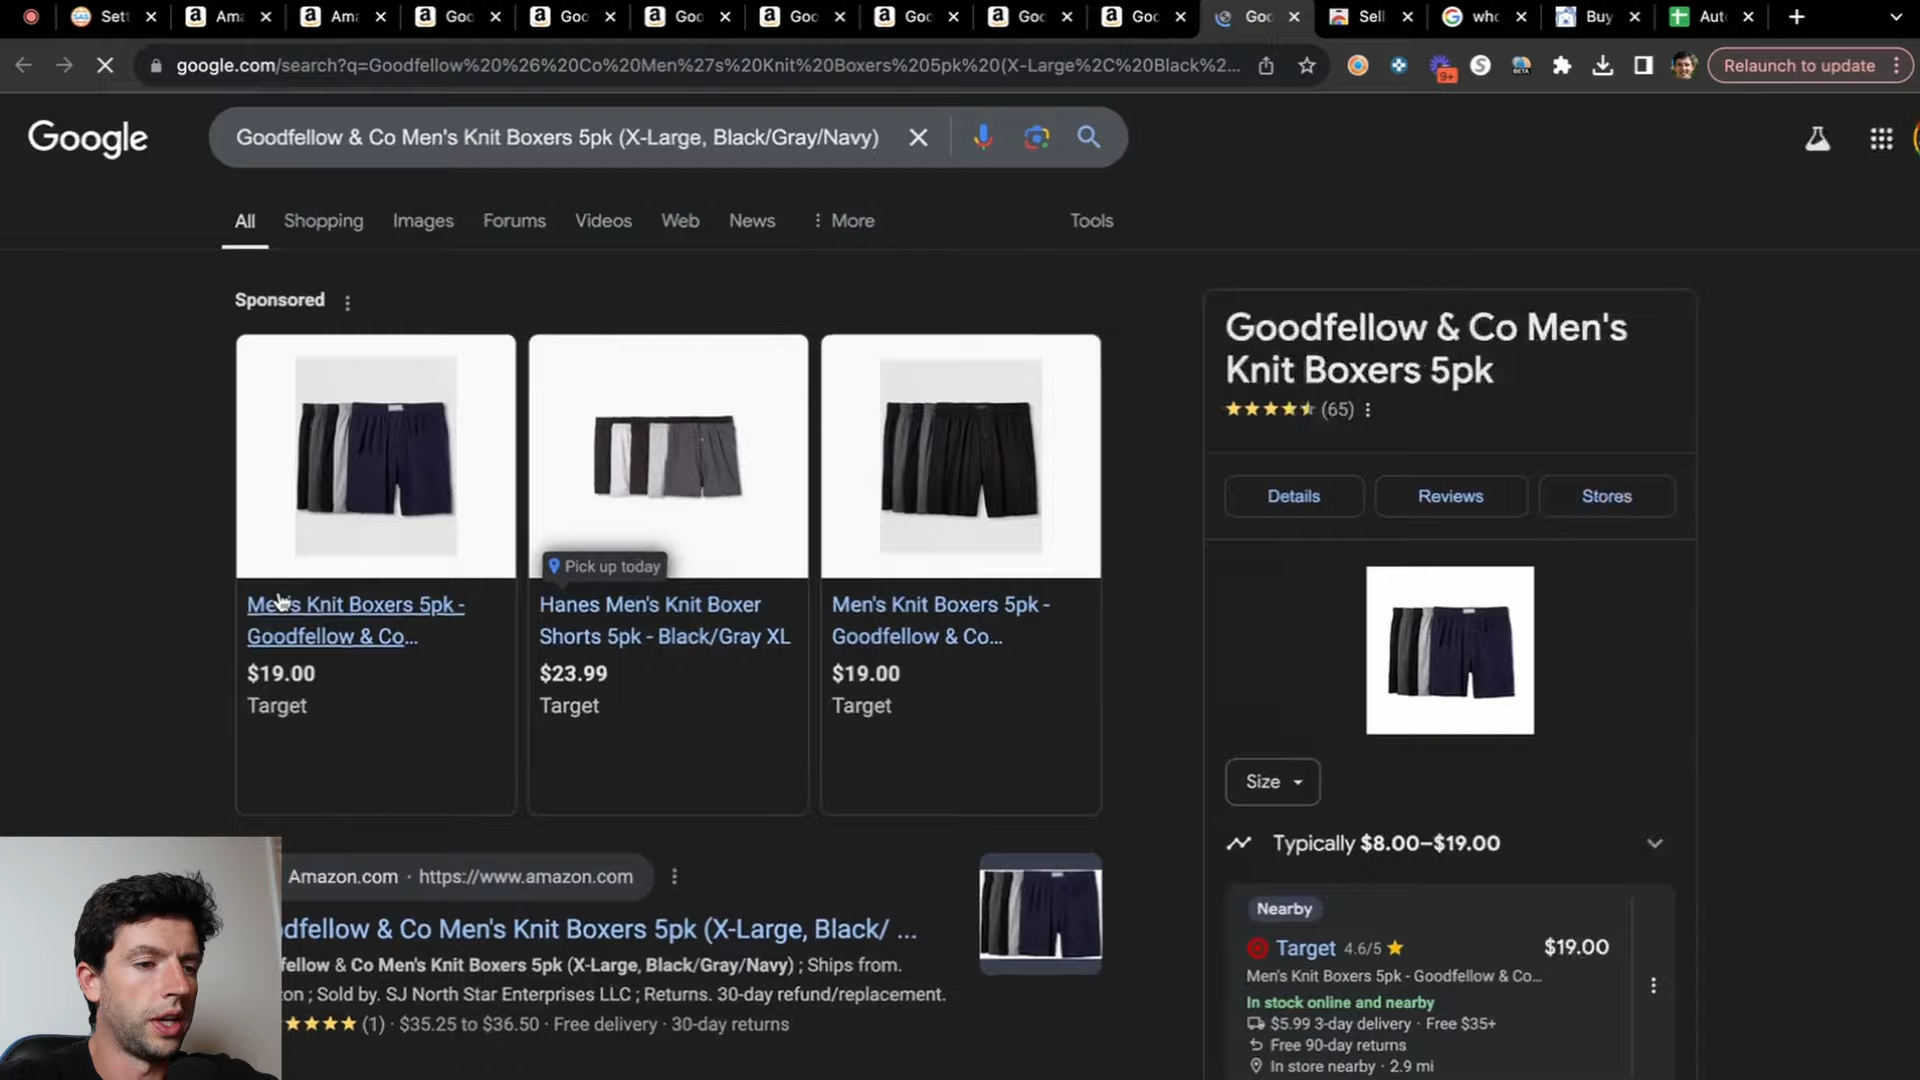 Sett
Ama
Ama
Goo
Goo
Goo
Goo
Goo
Goo
Goo
Goo
Sell
who
Buy
Auto
google.com/search?q=Goodfellow%20%26%20Co%20Men%27s%20Knit%20Boxers%205pk%20(X-Large%2C%20Black%2...
9+
BETA
Relaunch to update
Google
Goodfellow & Co Men's Knit Boxers 5pk (X-Large, Black/Gray/Navy)
All
Shopping
Images
Forums
Videos
Web
News
More
Tools
Sponsored
Pick up today
Men's Knit Boxers 5pk -
Goodfellow & Co...
$19.00
Target
Hanes Men's Knit Boxer
Shorts 5pk - Black/Gray XL
$23.99
Target
Men's Knit Boxers 5pk -
Goodfellow & Co...
$19.00
Target
Amazon.com · https://www.amazon.com
dfellow & Co Men's Knit Boxers 5pk (X-Large, Black/ ...
fellow & Co Men's Knit Boxers 5pk (X-Large, Black/Gray/Navy) ; Ships from.
on ; Sold by. SJ North Star Enterprises LLC ; Returns. 30-day refund/replacement.
(1) · $35.25 to $36.50 · Free delivery · 30-day returns
Goodfellow & Co Men's
Knit Boxers 5pk
(65)
Details
Reviews
Stores
Size
Typically $8.00–$19.00
Nearby
Target 4.6/5
$19.00
Men's Knit Boxers 5pk - Goodfellow & Co...
In stock online and nearby
$5.99 3-day delivery · Free $35+
Free 90-day returns
In store nearby · 2.9 mi